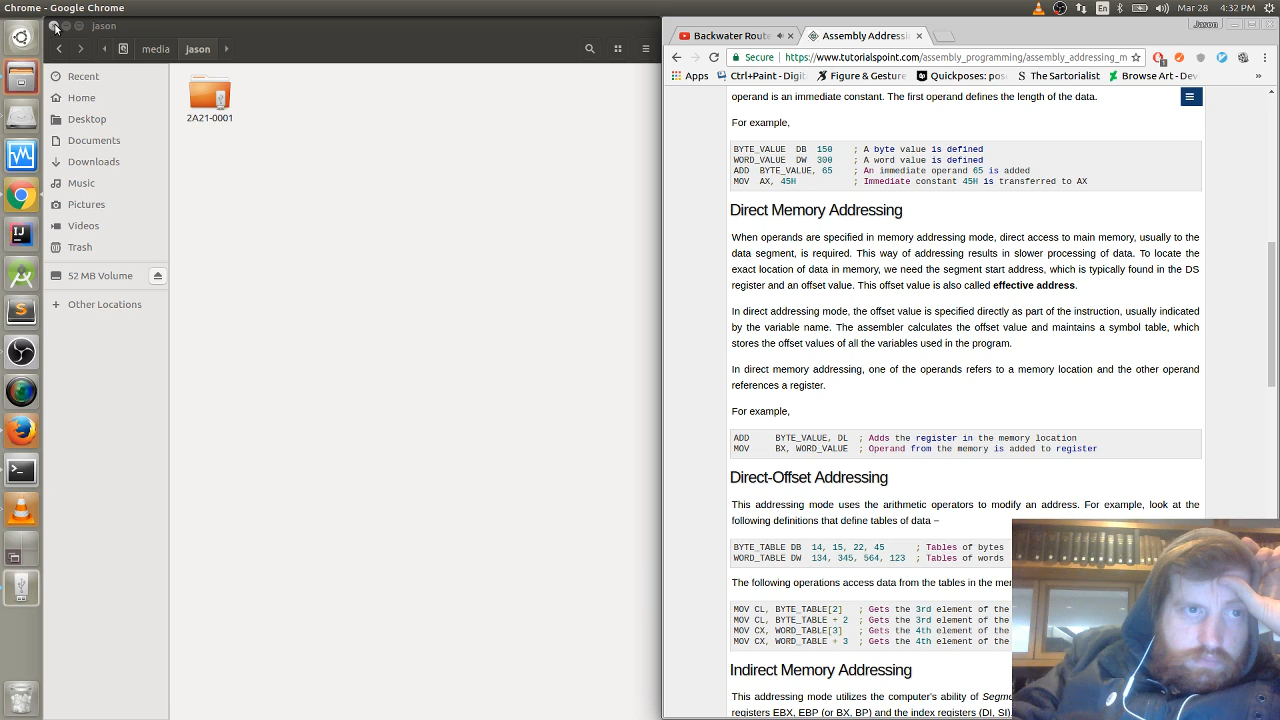 Chrome - Google Chrome
En
Mar 28
4:32 PM
jason
Jason
media
jason
Backwater Route
Assembly Addressi
Secure
https://www.tutorialspoint.com/assembly_programming/assembly_addressing_m
Apps
Ctrl+Paint - Digit
Figure & Gesture
Quickposes: pose
The Sartorialist
Browse Art - Dev
Recent
Home
Desktop
Documents
Downloads
Music
Pictures
Videos
Trash
52 MB Volume
Other Locations
2A21-0001
operand is an immediate constant. The first operand defines the length of the data.
For example,
BYTE_VALUE DB 150 ; A byte value is defined
WORD_VALUE DW 300 ; A word value is defined
ADD BYTE_VALUE, 65 ; An immediate operand 65 is added
MOV AX, 45H ; Immediate constant 45H is transferred to AX
Direct Memory Addressing
When operands are specified in memory addressing mode, direct access to main memory, usually to the
data segment, is required. This way of addressing results in slower processing of data. To locate the
exact location of data in memory, we need the segment start address, which is typically found in the DS
register and an offset value. This offset value is also called effective address.
In direct addressing mode, the offset value is specified directly as part of the instruction, usually indicated
by the variable name. The assembler calculates the offset value and maintains a symbol table, which
stores the offset values of all the variables used in the program.
In direct memory addressing, one of the operands refers to a memory location and the other operand
references a register.
For example,
ADD BYTE_VALUE, DL ; Adds the register in the memory location
MOV BX, WORD_VALUE ; Operand from the memory is added to register
Direct-Offset Addressing
This addressing mode uses the arithmetic operators to modify an address. For example, look at the
following definitions that define tables of data −
BYTE_TABLE DB 14, 15, 22, 45 ; Tables of bytes
WORD_TABLE DB 134, 345, 564, 123 ; Tables of words
The following operations access data from the tables in the mem
MOV CL, BYTE_TABLE[2] ; Gets the 3rd element of the
MOV CL, BYTE_TABLE + 2 ; Gets the 3rd element of the
MOV CX, WORD_TABLE[3] ; Gets the 4th element of the
MOV CX, WORD_TABLE + 3 ; Gets the 4th element of the
Indirect Memory Addressing
This addressing mode utilizes the computer's ability of Segme
registers EBX, EBP (or BX, BP) and the index registers (DI, SI),